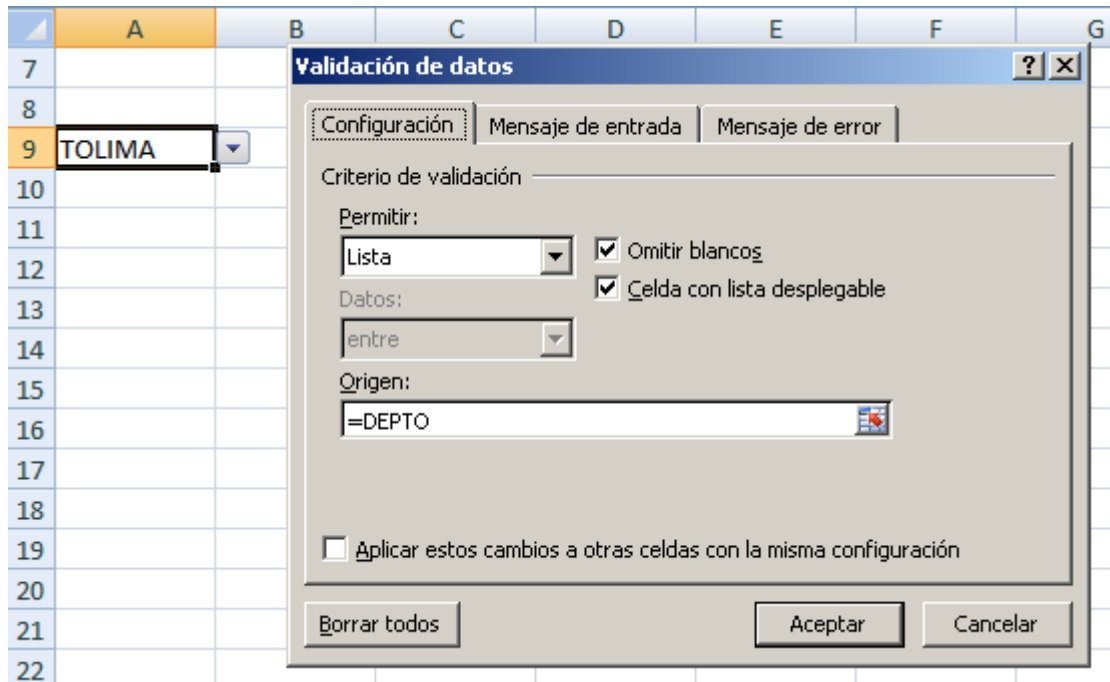 A B C D E F G
7
8
9 TOLIMA
10
11
12
13
14
15
16
17
18
19
20
21
22
Validación de datos
Configuración Mensaje de entrada Mensaje de error
Criterio de validación
Permitir:
Lista Omitir blancos
Celda con lista desplegable
Datos:
entre
Origen:
=DEPTO
Aplicar estos cambios a otras celdas con la misma configuración
Borrar todos Aceptar Cancelar